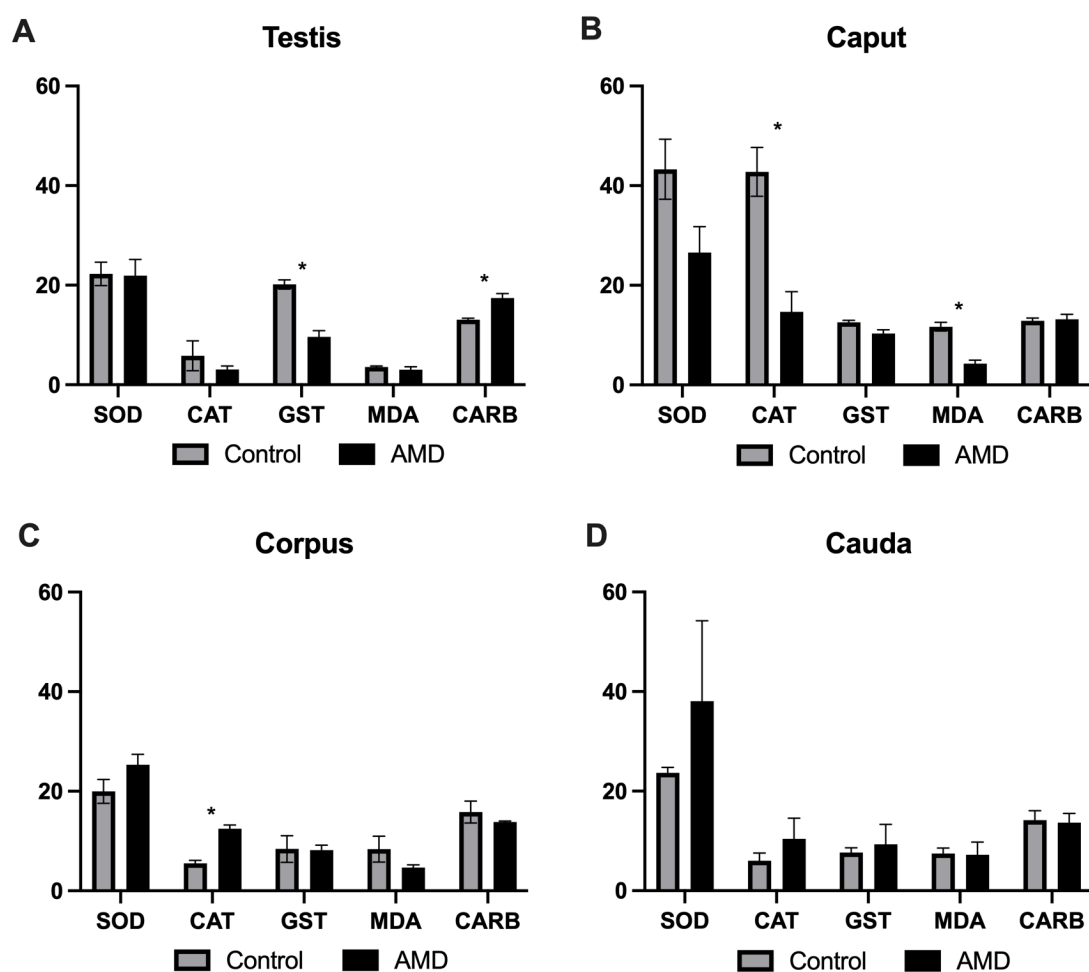 A
Testis
60
40
20
0
*
*
SOD CAT GST MDA CARB
Control AMD
B
Caput
60
40
20
0
*
*
SOD CAT GST MDA CARB
Control AMD
C
Corpus
60
40
20
0
*
SOD CAT GST MDA CARB
Control AMD
D
Cauda
60
40
20
0
SOD CAT GST MDA CARB
Control AMD